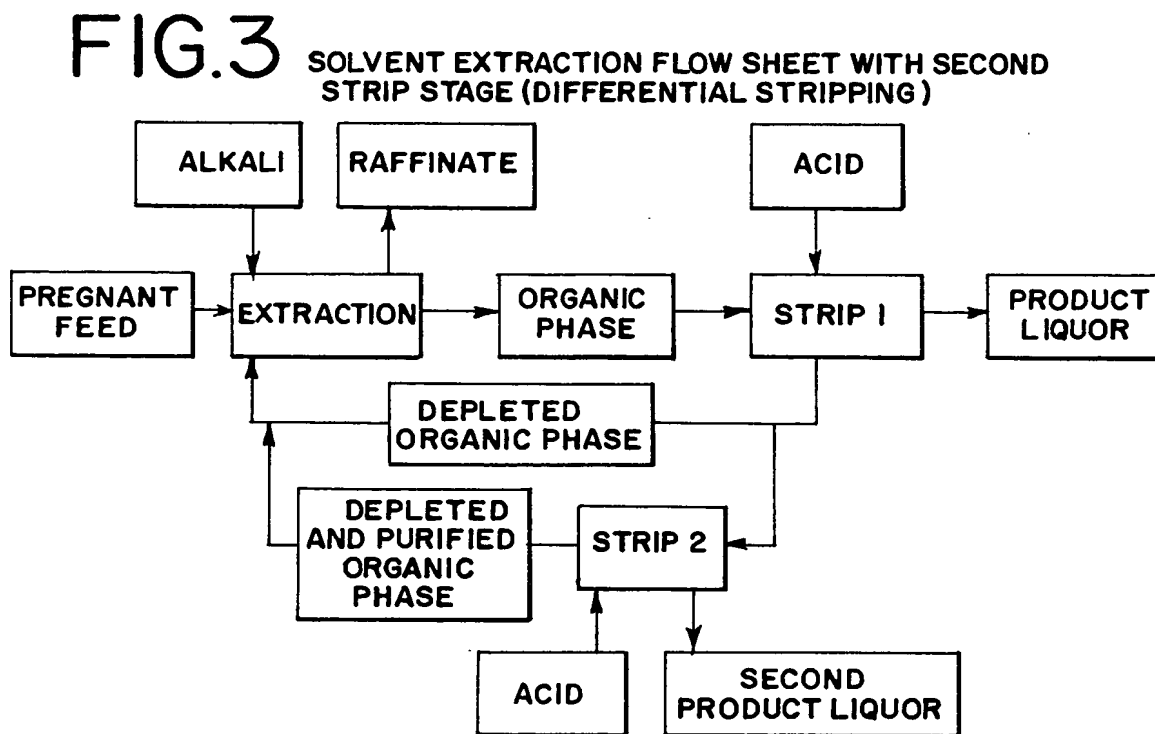 FIG.3 SOLVENT EXTRACTION FLOW SHEET WITH SECOND
STRIP STAGE (DIFFERENTIAL STRIPPING)
ALKALI
RAFFINATE
ACID
PREGNANT
FEED
EXTRACTION
ORGANIC
PHASE
STRIP 1
PRODUCT
LIQUOR
DEPLETED
ORGANIC PHASE
DEPLETED
AND PURIFIED
ORGANIC
PHASE
STRIP 2
ACID
SECOND
PRODUCT LIQUOR